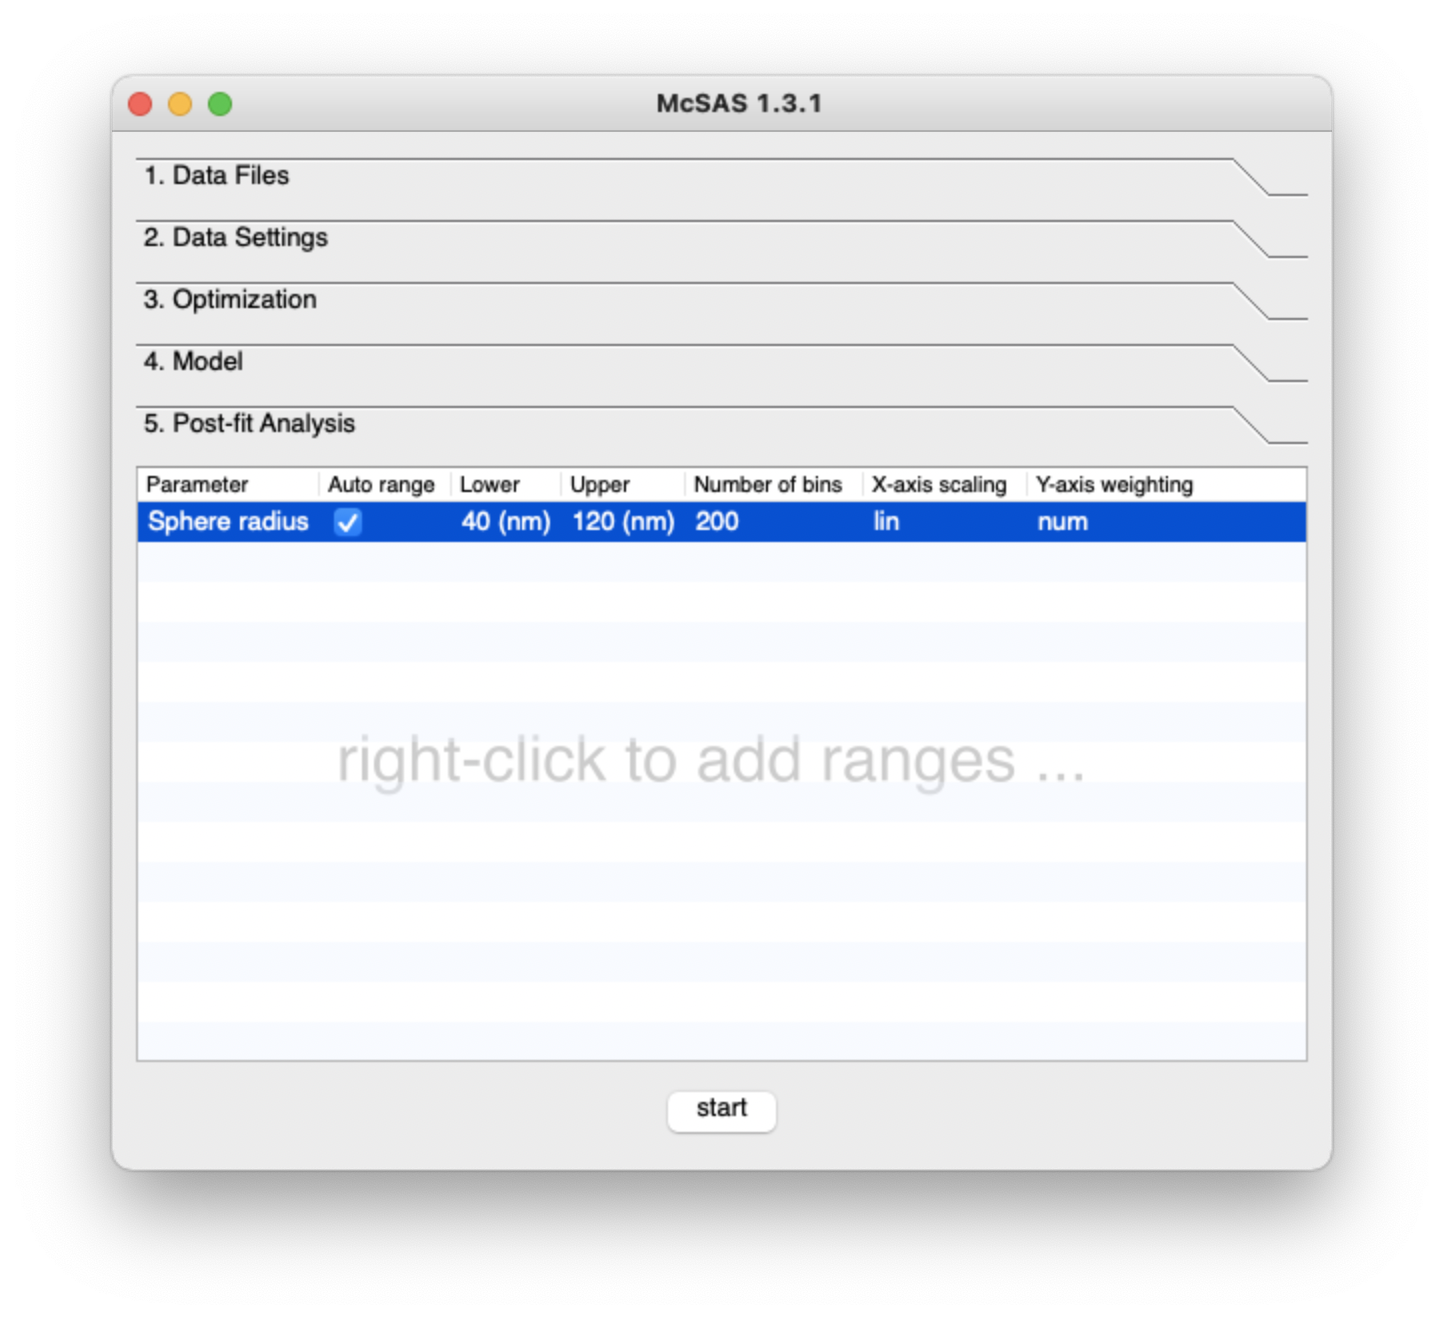 McSAS 1.3.1
1. Data Files
2. Data Settings
3. Optimization
4. Model
5. Post-fit Analysis
Parameter Auto range Lower Upper Number of bins X-axis scaling Y-axis weighting
Sphere radius 40 (nm) 120 (nm) 200 lin num
right-click to add ranges ...
start